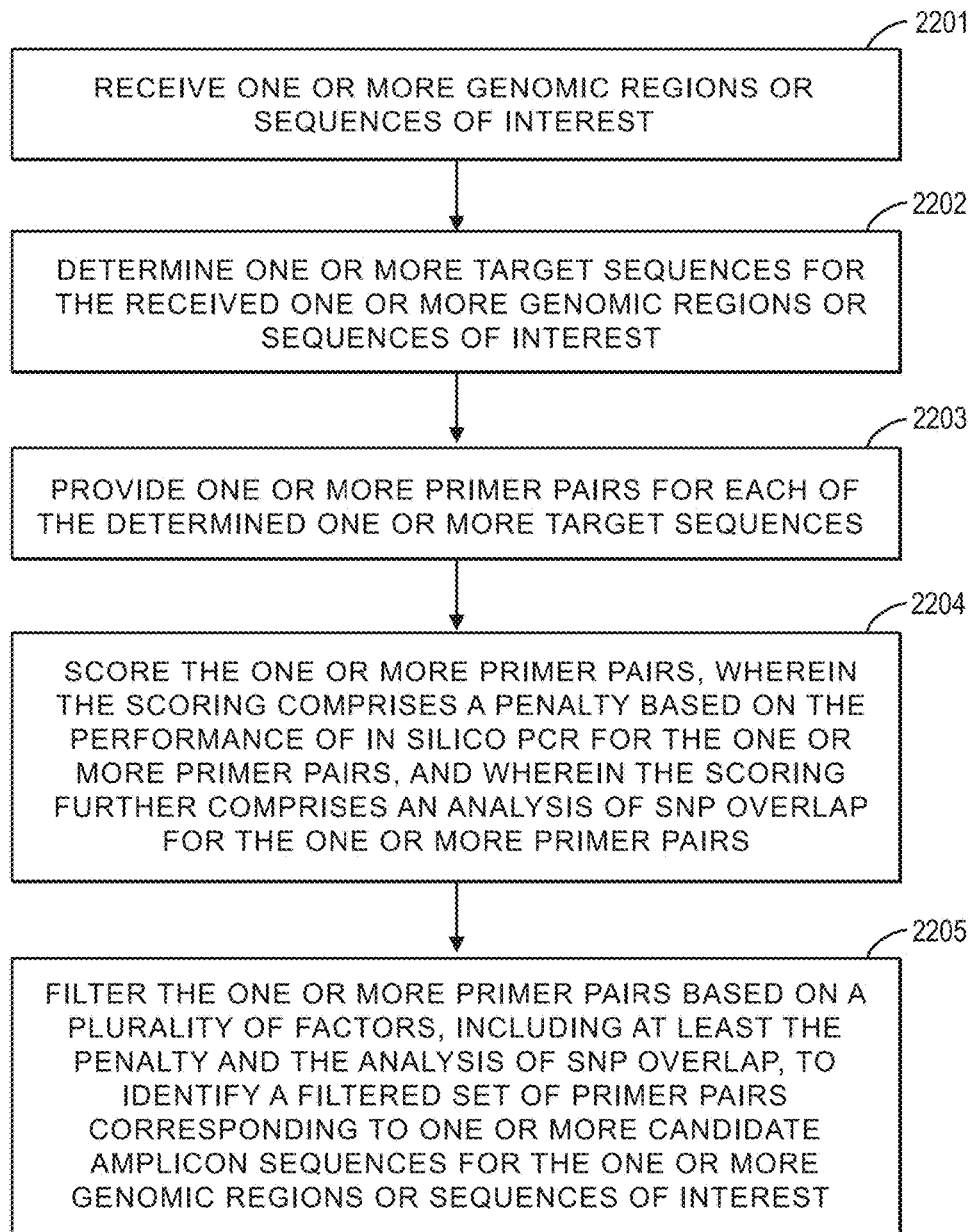 2201
RECEIVE ONE OR MORE GENOMIC REGIONS OR
SEQUENCES OF INTEREST
2202
DETERMINE ONE OR MORE TARGET SEQUENCES FOR
THE RECEIVED ONE OR MORE GENOMIC REGIONS OR
SEQUENCES OF INTEREST
2203
PROVIDE ONE OR MORE PRIMER PAIRS FOR EACH OF
THE DETERMINED ONE OR MORE TARGET SEQUENCES
2204
SCORE THE ONE OR MORE PRIMER PAIRS, WHEREIN
THE SCORING COMPRISES A PENALTY BASED ON THE
PERFORMANCE OF IN SILICO PCR FOR THE ONE OR
MORE PRIMER PAIRS, AND WHEREIN THE SCORING
FURTHER COMPRISES AN ANALYSIS OF SNP OVERLAP
FOR THE ONE OR MORE PRIMER PAIRS
2205
FILTER THE ONE OR MORE PRIMER PAIRS BASED ON A
PLURALITY OF FACTORS, INCLUDING AT LEAST THE
PENALTY AND THE ANALYSIS OF SNP OVERLAP, TO
IDENTIFY A FILTERED SET OF PRIMER PAIRS
CORRESPONDING TO ONE OR MORE CANDIDATE
AMPLICON SEQUENCES FOR THE ONE OR MORE
GENOMIC REGIONS OR SEQUENCES OF INTEREST